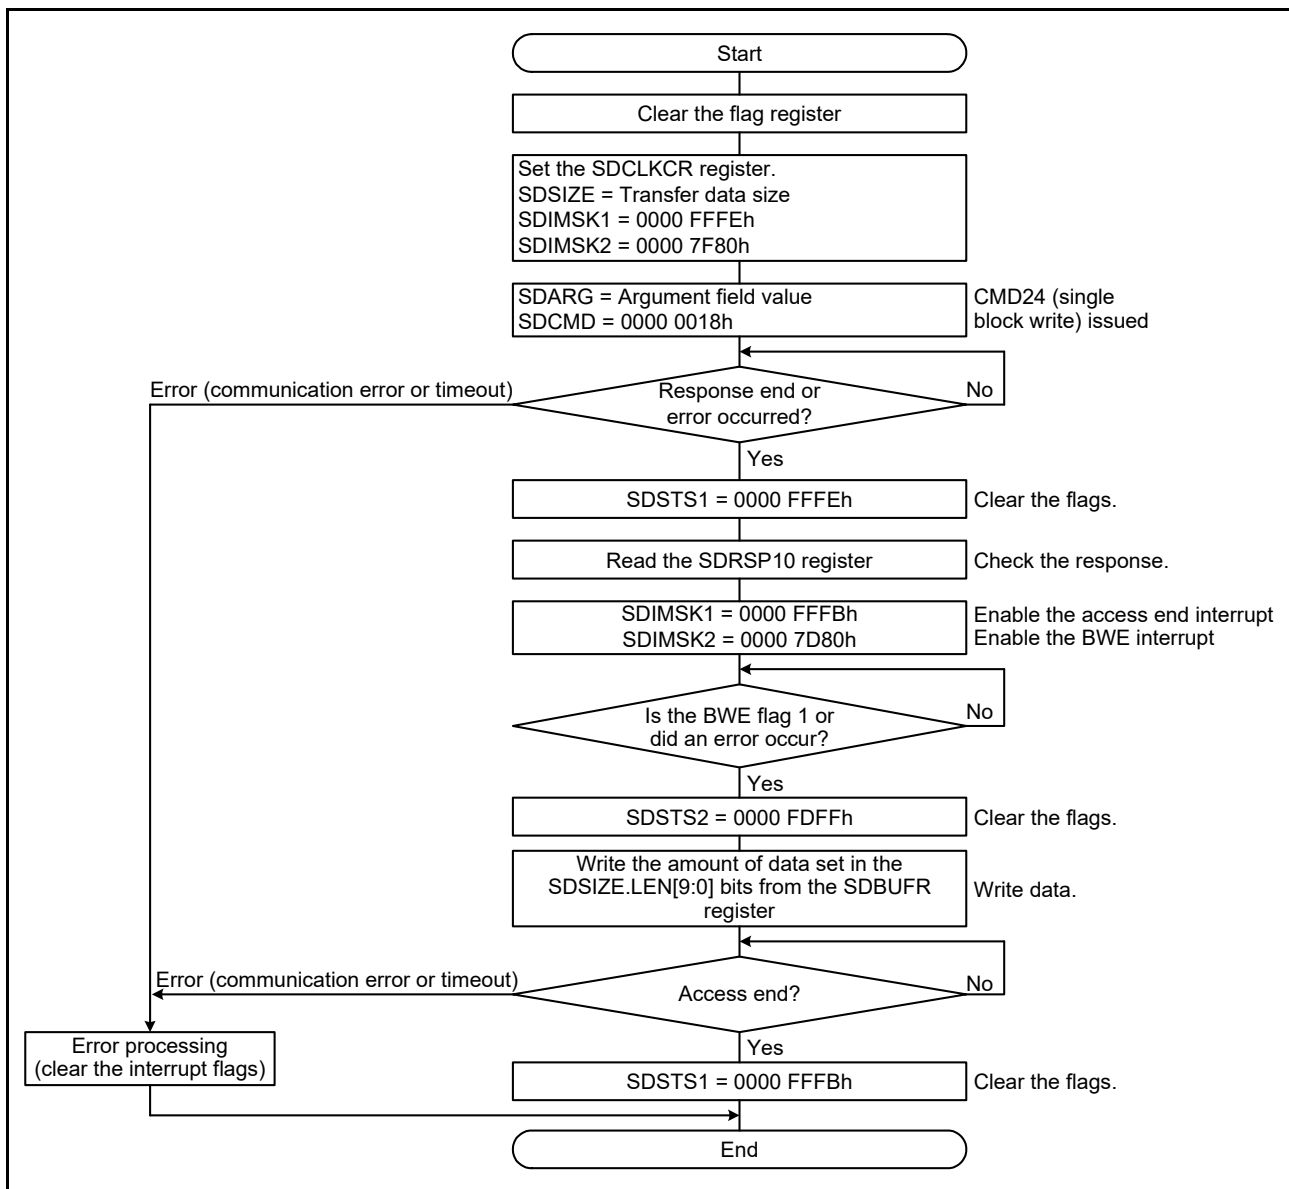 Start
Clear the flag register
Set the SDCLKCR register.
SDSIZE = Transfer data size
SDIMSK1 = 0000 FFFEh
SDIMSK2 = 0000 7F80h
SDARG = Argument field value
SDCMD = 0000 0018h
CMD24 (single
block write) issued
Error (communication error or timeout)
Response end or
error occurred?
No
Yes
SDSTS1 = 0000 FFFEh
Clear the flags.
Read the SDRSP10 register
Check the response.
SDIMSK1 = 0000 FFFBh
SDIMSK2 = 0000 7D80h
Enable the access end interrupt
Enable the BWE interrupt
Is the BWE flag 1 or
did an error occur?
No
Yes
SDSTS2 = 0000 FDFFh
Clear the flags.
Write the amount of data set in the
SDSIZE.LEN[9:0] bits from the SDBUFR
register
Write data.
Error (communication error or timeout)
Access end?
No
Yes
Error processing
(clear the interrupt flags)
SDSTS1 = 0000 FFFBh
Clear the flags.
End